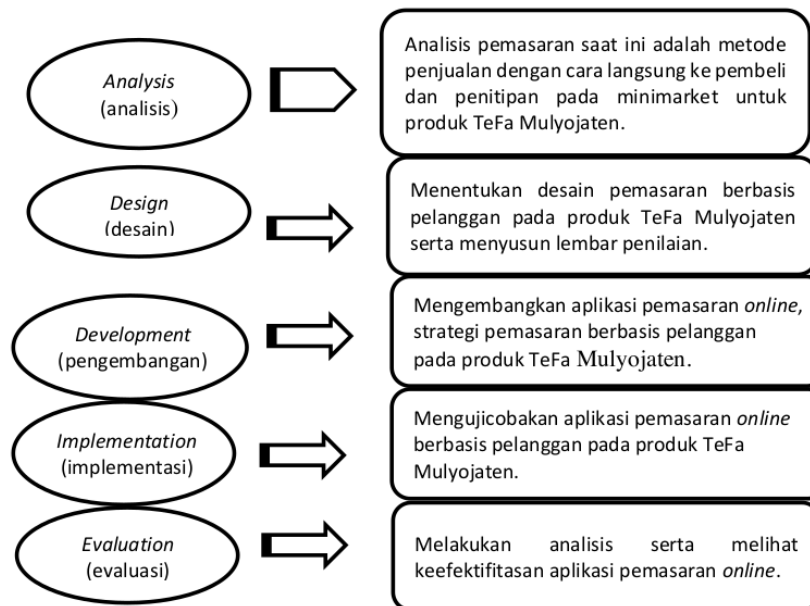 Analysis
(analisis)
Analisis pemasaran saat ini adalah metode
penjualan dengan cara langsung ke pembeli
dan penitipan pada minimarket untuk
produk TeFa Mulyojaten.
Design
(desain)
Menentukan desain pemasaran berbasis
pelanggan pada produk TeFa Mulyojaten
serta menyusun lembar penilaian.
Development
(pengembangan)
Mengembangkan aplikasi pemasaran online,
strategi pemasaran berbasis pelanggan
pada produk TeFa Mulyojaten.
Implementation
(implementasi)
Mengujicobakan aplikasi pemasaran online
berbasis pelanggan pada produk TeFa
Mulyojaten.
Evaluation
(evaluasi)
Melakukan analisis serta melihat
keefektifitasan aplikasi pemasaran online.